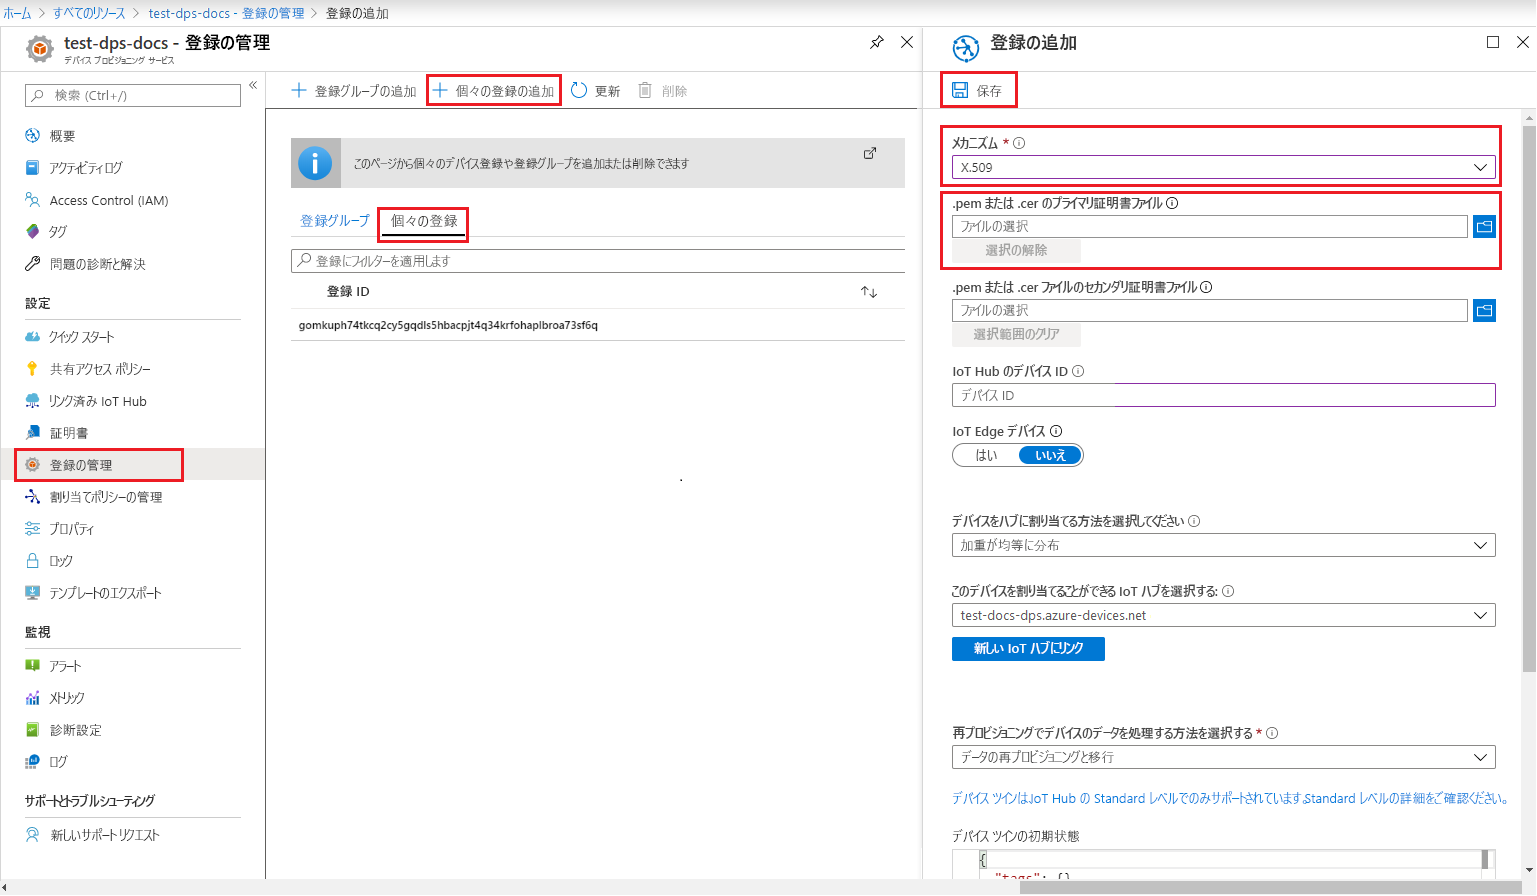 ホーム > すべてのリソース > test-dps-docs - 登録の管理 > 登録の追加
test-dps-docs - 登録の管理
デバイス プロビジョニング サービス
検索 (Ctrl+/)
概要
アクティビティ ログ
Access Control (IAM)
タグ
問題の診断と解決
設定
クイック スタート
共有アクセス ポリシー
リンク済み IoT Hub
証明書
登録の管理
割り当てポリシーの管理
プロパティ
ロック
テンプレートのエクスポート
監視
アラート
メトリック
診断設定
ログ
サポートとトラブルシューティング
新しいサポート リクエスト
登録グループの追加
個々の登録の追加
更新
削除
このページから個々のデバイス登録や登録グループを追加または削除できます
登録グループ
個々の登録
登録にフィルターを適用します
登録 ID
gomkuph74tkcq2cy5gqdls5hbacpjt4q34krfohaplbroa73sf6q
登録の追加
保存
メカニズム *
X.509
.pem または .cer のプライマリ証明書ファイル
ファイルの選択
選択の解除
.pem または .cer ファイルのセカンダリ証明書ファイル
ファイルの選択
選択範囲のクリア
IoT Hub のデバイス ID
デバイス ID
IoT Edge デバイス
はい いいえ
デバイスをハブに割り当てる方法を選択してください
加重が均等に分布
このデバイスを割り当てることができる IoT ハブを選択する:
test-docs-dps.azure-devices.net
新しい IoT ハブにリンク
再プロビジョニングでデバイスのデータを処理する方法を選択する *
データの再プロビジョニングと移行
デバイス ツインは、IoT Hub の Standard レベルでのみサポートされています。Standard レベルの詳細をご確認ください。
デバイス ツインの初期状態
{
"tags": {},